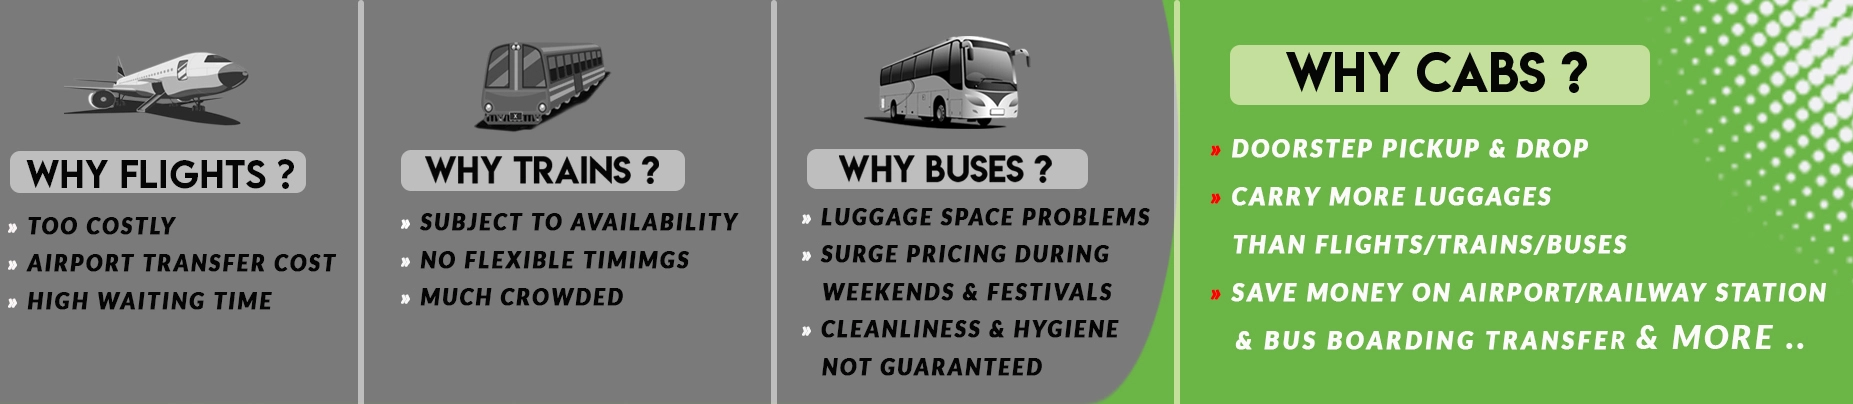 WHY FLIGHTS ?
» TOO COSTLY
» AIRPORT TRANSFER COST
» HIGH WAITING TIME
WHY TRAINS ?
» SUBJECT TO AVAILABILITY
» NO FLEXIBLE TIMIMGS
» MUCH CROWDED
WHY BUSES ?
» LUGGAGE SPACE PROBLEMS
» SURGE PRICING DURING
WEEKENDS & FESTIVALS
» CLEANLINESS & HYGIENE
NOT GUARANTEED
WHY CABS ?
» DOORSTEP PICKUP & DROP
» CARRY MORE LUGGAGES
THAN FLIGHTS/TRAINS/BUSES
» SAVE MONEY ON AIRPORT/RAILWAY STATION
& BUS BOARDING TRANSFER & MORE ..